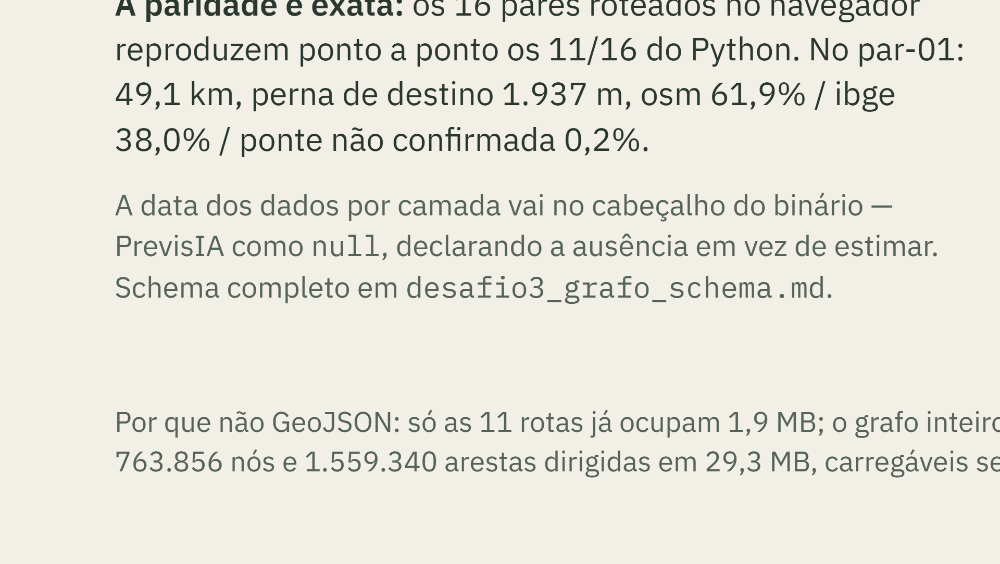 A paridade é exata: os 16 pares roteados no navegador
reproduzem ponto a ponto os 11/16 do Python. No par-01:
49,1 km, perna de destino 1.937 m, osm 61,9% / ibge
38,0% / ponte não confirmada 0,2%.
A data dos dados por camada vai no cabeçalho do binário —
PrevisIA como null, declarando a ausência em vez de estimar.
Schema completo em desafio3_grafo_schema.md.
Por que não GeoJSON: só as 11 rotas já ocupam 1,9 MB; o grafo inteiro
763.856 nós e 1.559.340 arestas dirigidas em 29,3 MB, carregáveis